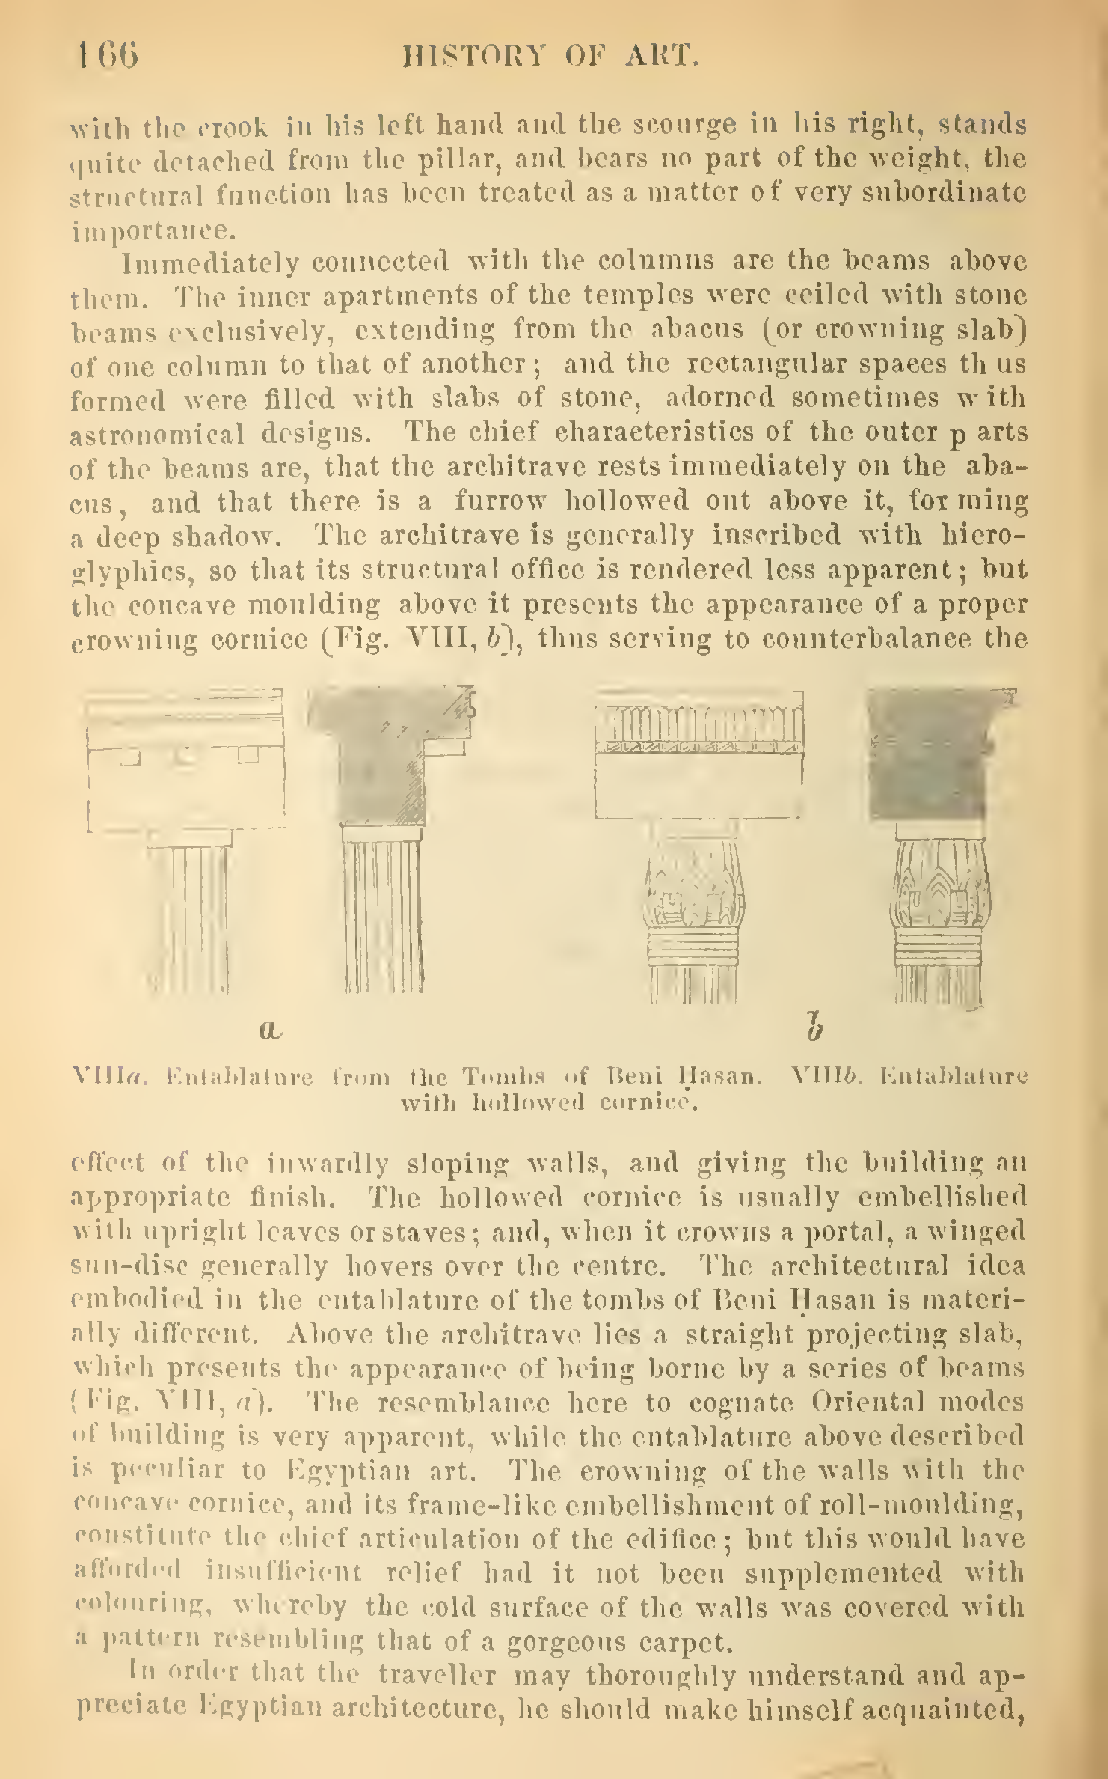 166 HISTORY OF ART.
with the crook in his left hand and the scourge in his right, stands
quite detached from the pillar, and bears no part of the weight, the
structural function has been treated as a matter of very subordinate
importance.
Immediately connected with the columns are the beams above
them. The inner apartments of the temples were ceiled with stone
beams exclusively, extending from the abacus (or crowning slab)
of one column to that of another; and the rectangular spaces thus
formed were filled with slabs of stone, adorned sometimes with
astronomical designs. The chief characteristics of the outer parts
of the beams are, that the architrave rests immediately on the aba-
cus, and that there is a furrow hollowed out above it, forming
a deep shadow. The architrave is generally inscribed with hiero-
glyphics, so that its structural office is rendered less apparent; but
the concave moulding above it presents the appearance of a proper
crowning cornice (Fig. VIII, b), thus serving to counterbalance the
a b
VIIIa. Entablature from the Tombs of Beni Ḥasan. VIIIb. Entablature
with hollowed cornice.
effect of the inwardly sloping walls, and giving the building an
appropriate finish. The hollowed cornice is usually embellished
with upright leaves or staves; and, when it crowns a portal, a winged
sun-disc generally hovers over the centre. The architectural idea
embodied in the entablature of the tombs of Beni Ḥasan is materi-
ally different. Above the architrave lies a straight projecting slab,
which presents the appearance of being borne by a series of beams
(Fig. VIII, a). The resemblance here to cognate Oriental modes
of building is very apparent, while the entablature above described
is peculiar to Egyptian art. The crowning of the walls with the
concave cornice, and its frame-like embellishment of roll-moulding,
constitute the chief articulation of the edifice; but this would have
afforded insufficient relief had it not been supplemented with
colouring, whereby the cold surface of the walls was covered with
a pattern resembling that of a gorgeous carpet.
In order that the traveller may thoroughly understand and ap-
preciate Egyptian architecture, he should make himself acquainted,